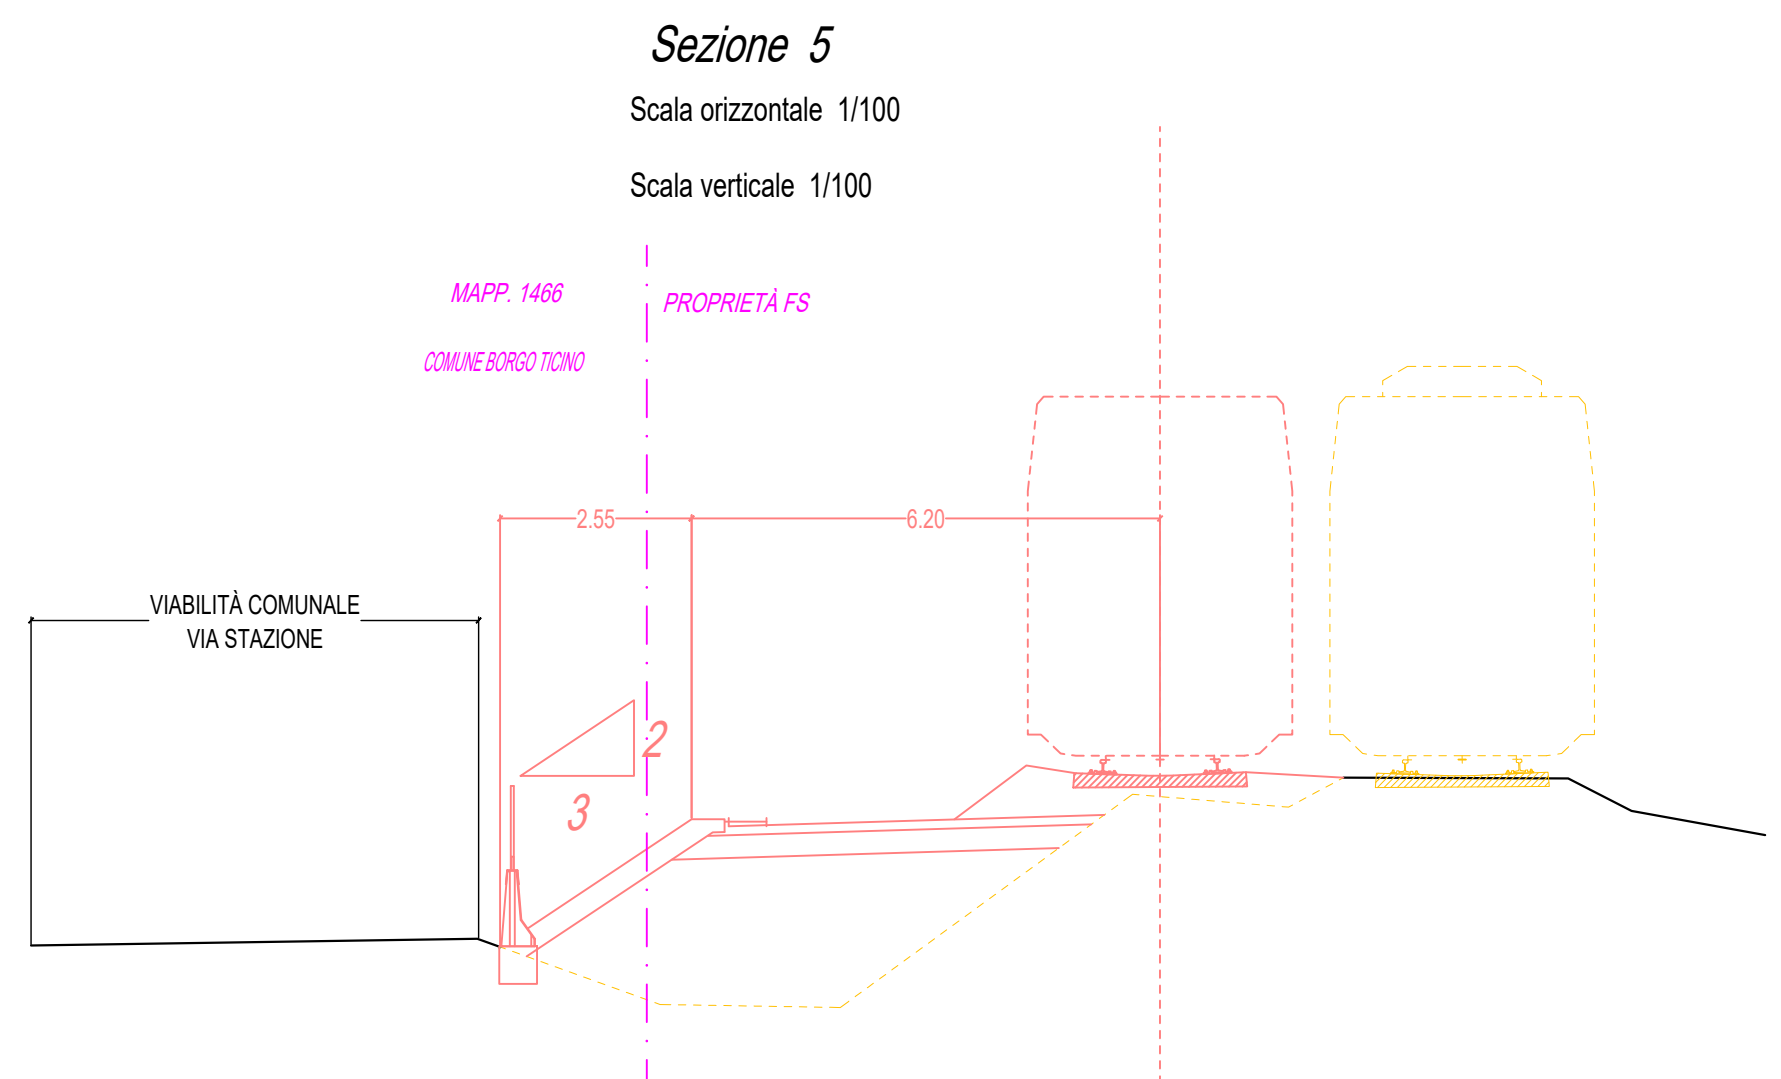 Sezione 5
Scala orizzontale 1/100
Scala verticale 1/100
MAPP. 1466
PROPRIETÀ FS
COMUNE BORGO TICINO
2.55
6.20
VIABILITÀ COMUNALE
VIA STAZIONE
2
3